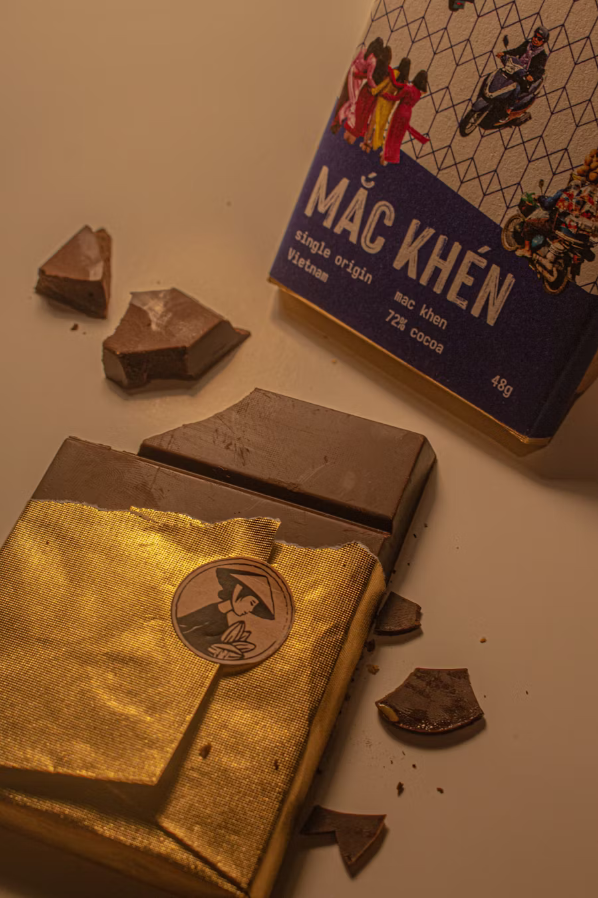 MẮC KHÉN
single origin
Vietnam
mac khen
72% cocoa
48g